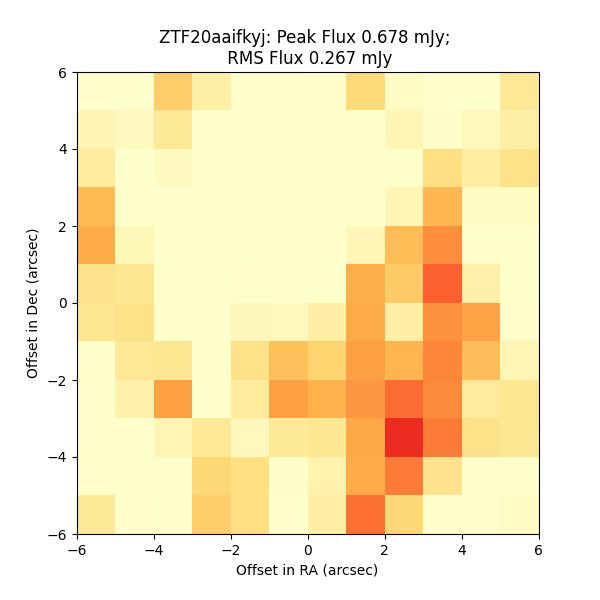 ZTF20aaifkyj: Peak Flux 0.678 mJy;
RMS Flux 0.267 mJy
6
4
2
0
−2
−4
−6
Offset in Dec (arcsec)
−6 −4 −2 0 2 4 6
Offset in RA (arcsec)